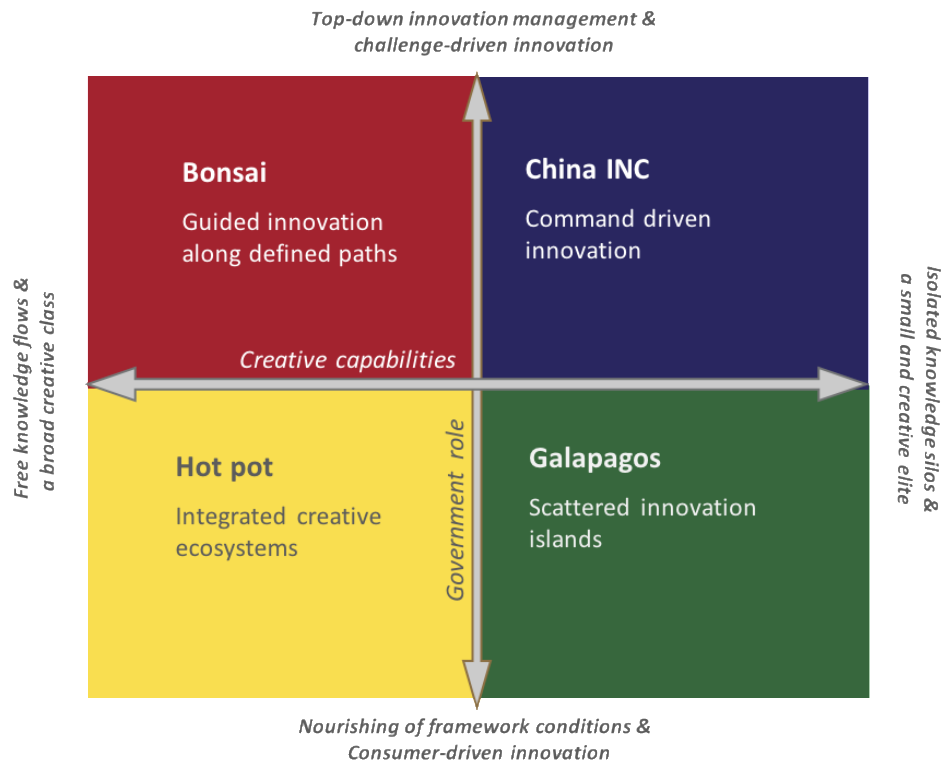 Top-down innovation management &
challenge-driven innovation
Bonsai
Guided innovation
along defined paths
China INC
Command driven
innovation
Free knowledge flows &
a broad creative class
Creative capabilities
Isolated knowledge silos &
a small and creative elite
Hot pot
Integrated creative
ecosystems
Government role
Galapagos
Scattered innovation
islands
Nourishing of framework conditions &
Consumer-driven innovation